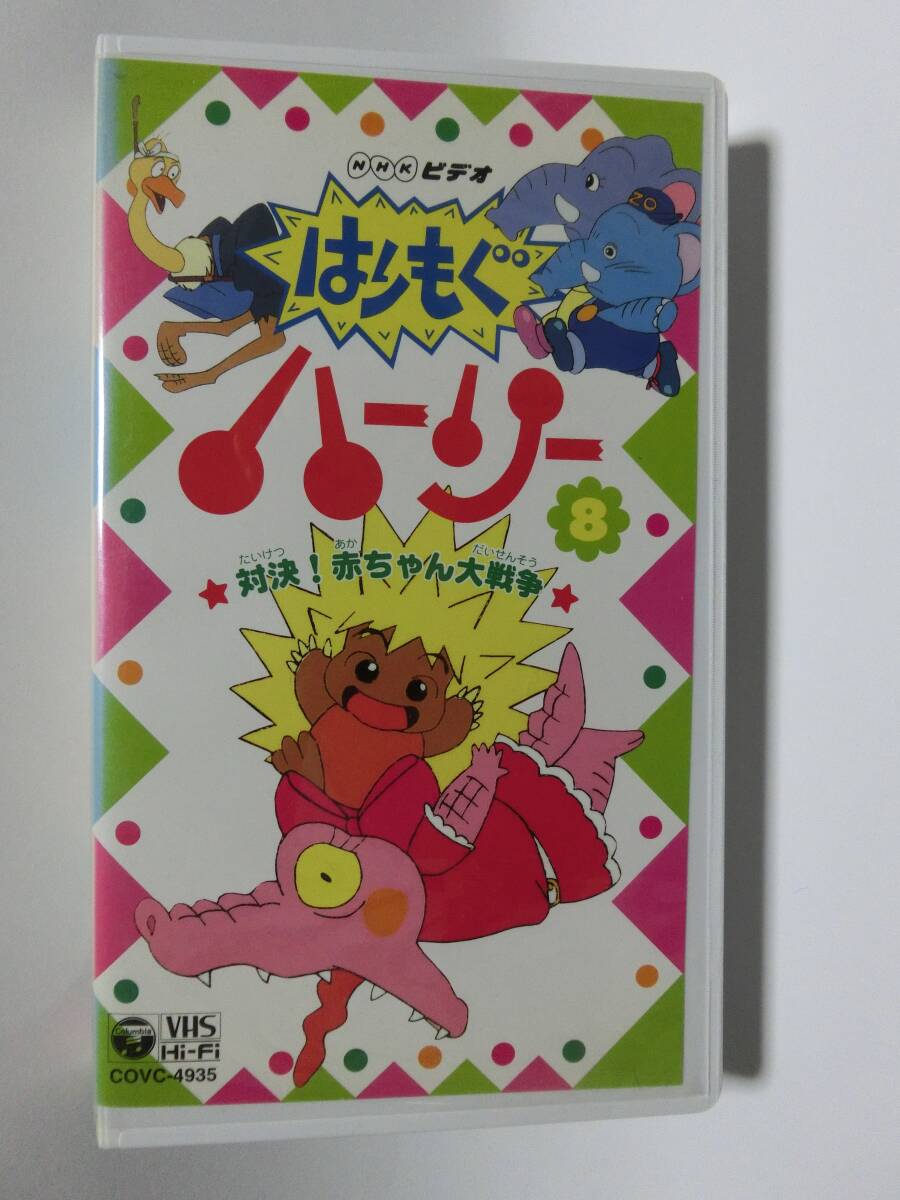 NHKビデオ
ZO
はりもぐ
ハーリー
8
たいけつ あか だいせんそう
対決！赤ちゃん大戦争
Columbia
VHS
Hi-Fi
COVC-4935